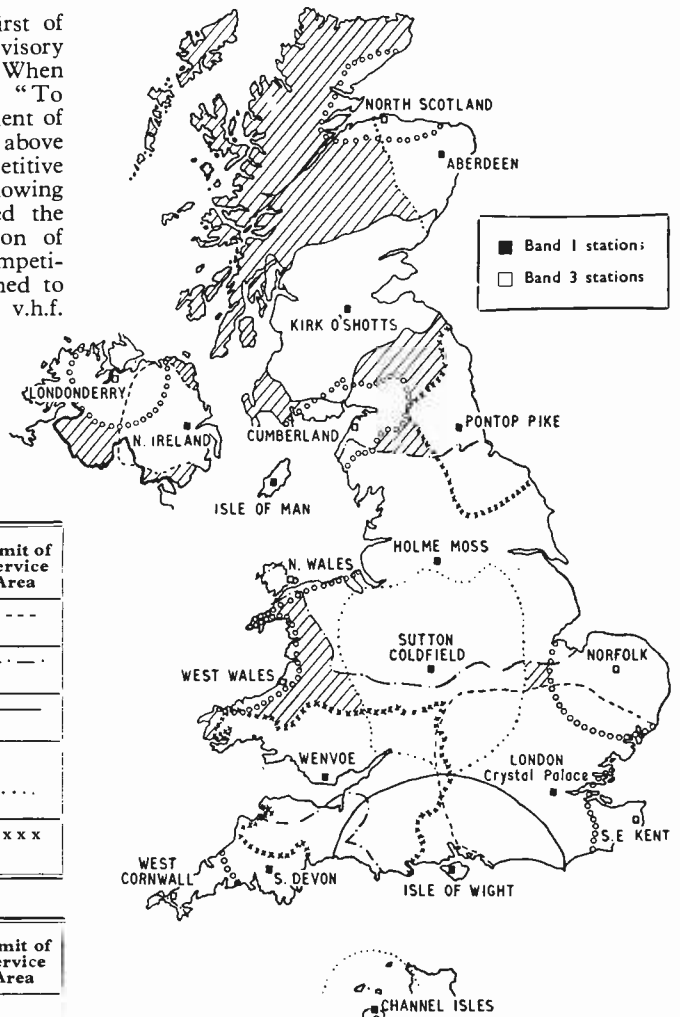 irst of
visory
When
“To
ent of
above
etitive
lowing
ed the
on of
mpeti-
ned to
v.h.f.
NORTH SCOTLAND
ABERDEEN
■ Band 1 stations
□ Band 3 stations
KIRK O'SHOTTS
LONDONDERRY
N. IRELAND
CUMBERLAND
PONTOP PIKE
ISLE OF MAN
HOLME MOSS
N. WALES
SUTTON
COLDFIELD
NORFOLK
WEST WALES
WENVOE
LONDON
Crystal Palace
S.E KENT
WEST
CORNWALL
S. DEVON
ISLE OF WIGHT
CHANNEL ISLES
mit of
ervice
Area
x x x
mit of
ervice
Area